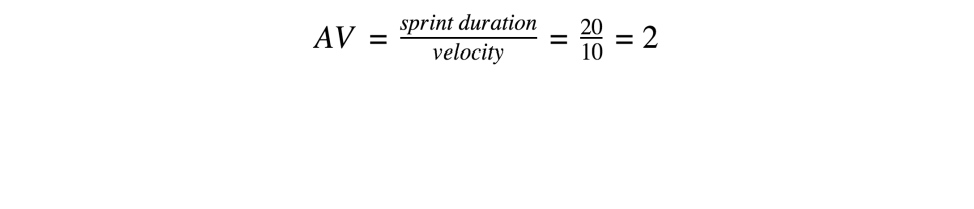 AV = sprint duration / velocity = 20 / 10 = 2